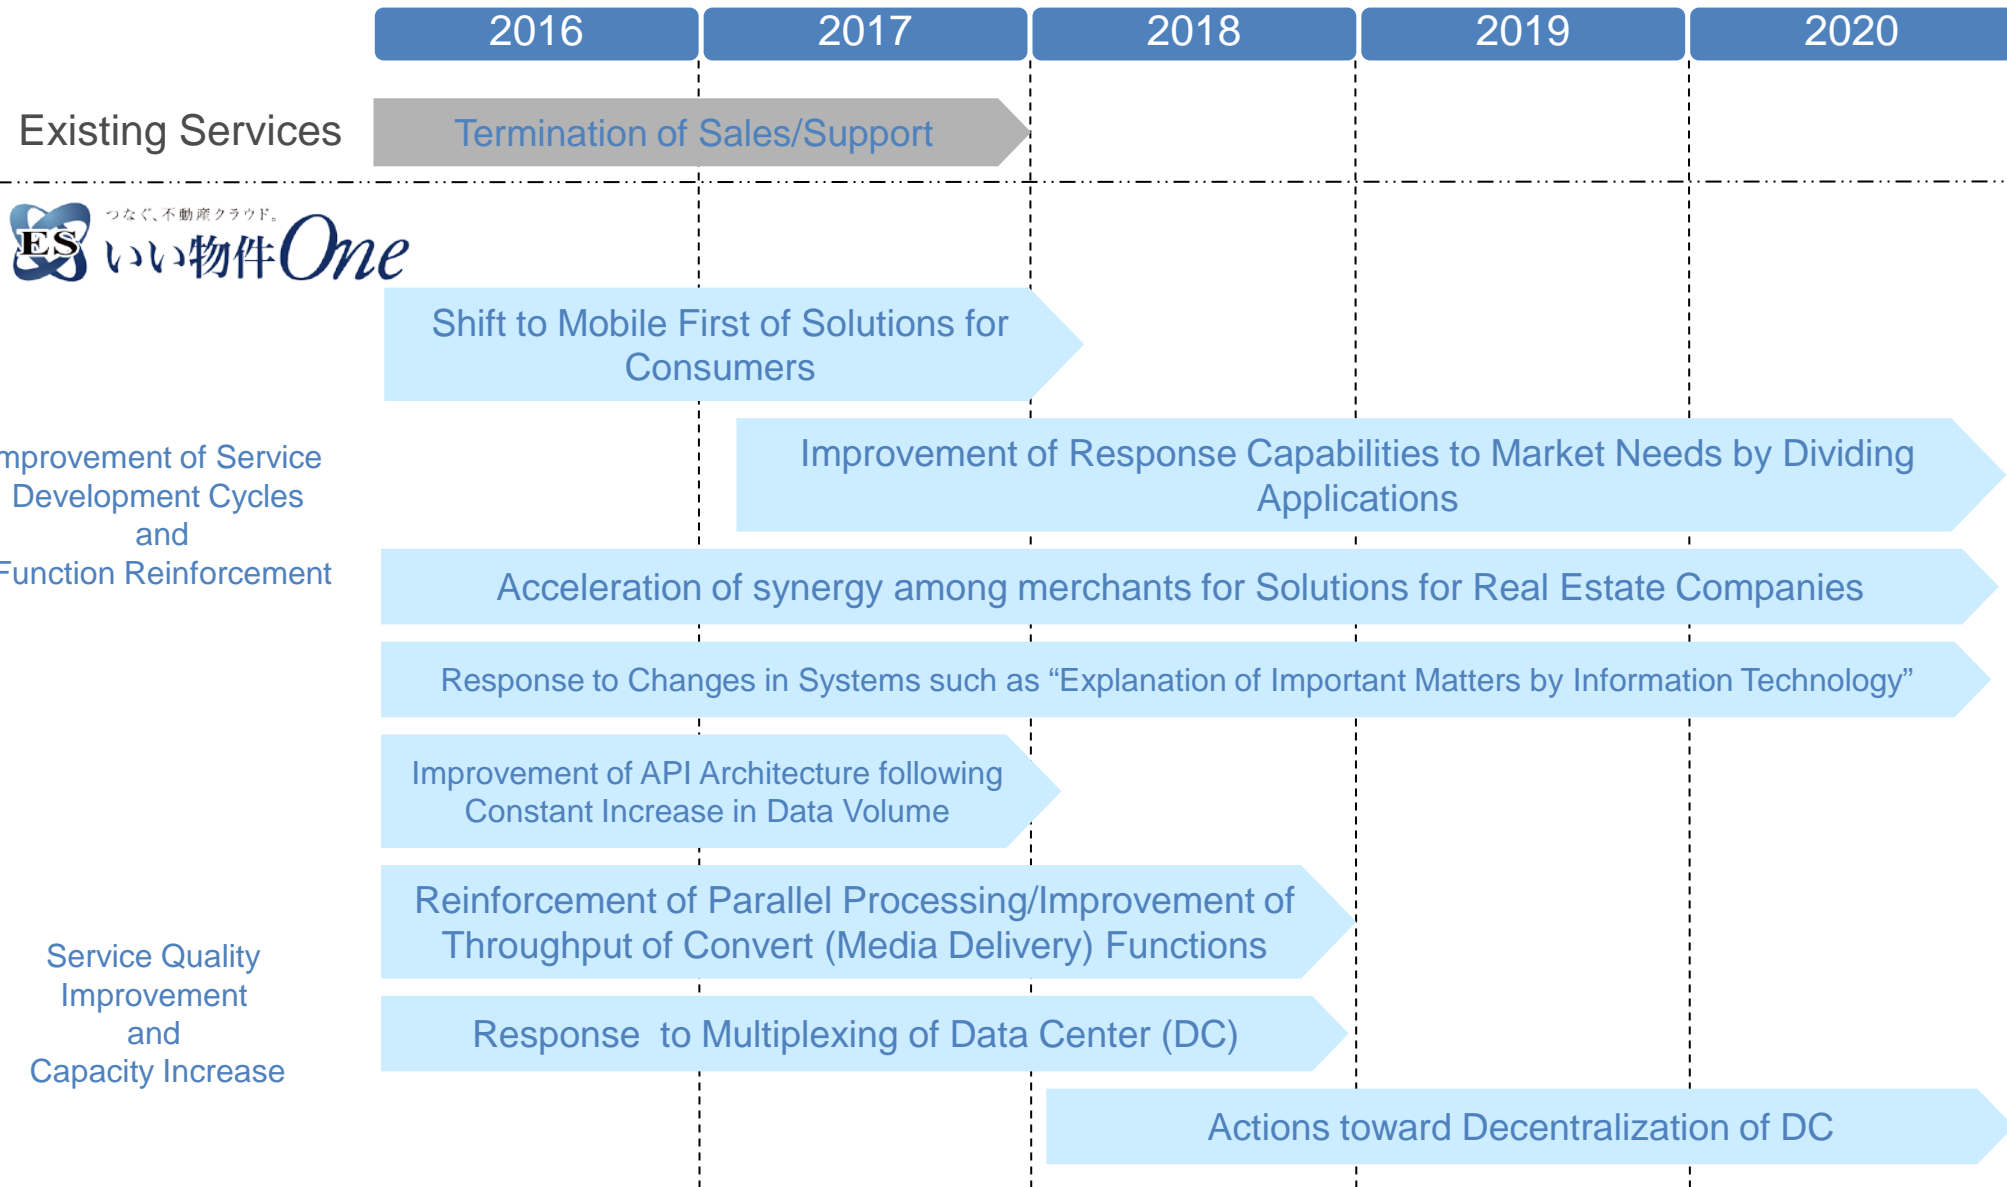 2016 2017 2018 2019 2020
Existing Services
Termination of Sales/Support
つなぐ、不動産クラウド。
ES
いい物件One
Shift to Mobile First of Solutions for
Consumers
mprovement of Service
Development Cycles
and
Function Reinforcement
Improvement of Response Capabilities to Market Needs by Dividing
Applications
Acceleration of synergy among merchants for Solutions for Real Estate Companies
Response to Changes in Systems such as “Explanation of Important Matters by Information Technology”
Improvement of API Architecture following
Constant Increase in Data Volume
Service Quality
Improvement
and
Capacity Increase
Reinforcement of Parallel Processing/Improvement of
Throughput of Convert (Media Delivery) Functions
Response to Multiplexing of Data Center (DC)
Actions toward Decentralization of DC